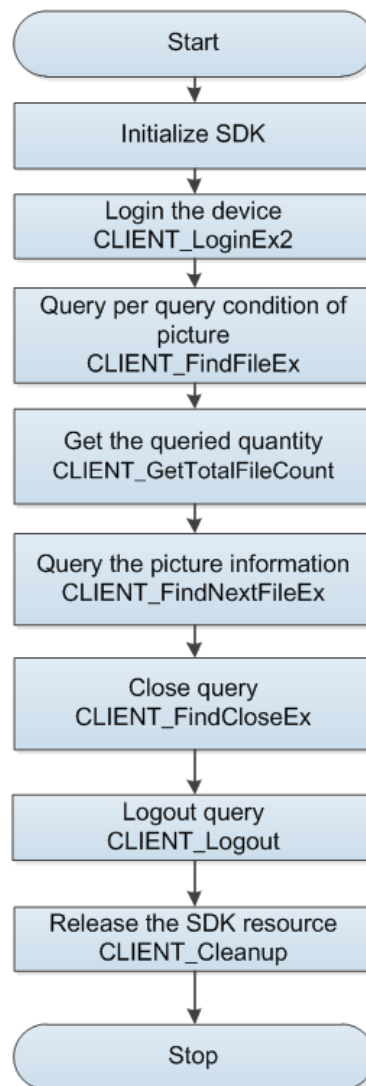 Start
Initialize SDK
Login the device
CLIENT_LoginEx2
Query per query condition of
picture
CLIENT_FindFileEx
Get the queried quantity
CLIENT_GetTotalFileCount
Query the picture information
CLIENT_FindNextFileEx
Close query
CLIENT_FindCloseEx
Logout query
CLIENT_Logout
Release the SDK resource
CLIENT_Cleanup
Stop